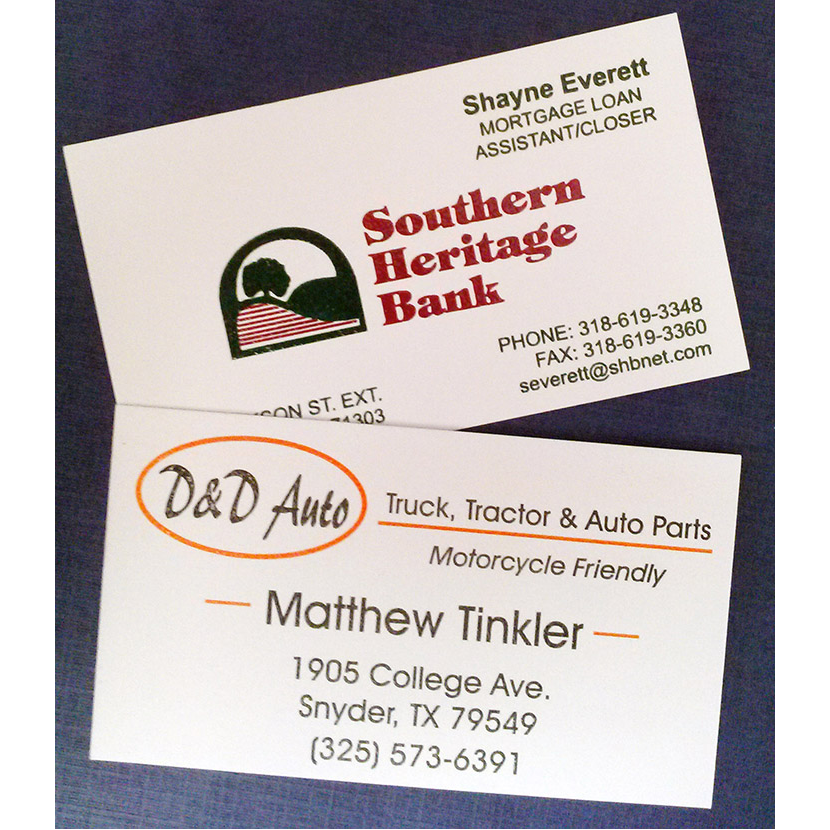 Shayne Everett
MORTGAGE LOAN
ASSISTANT/CLOSER
Southern
Heritage
Bank
PHONE: 318-619-3348
FAX: 318-619-3360
severett@shbnet.com
ST. EXT.
71303
D&D Auto
Truck, Tractor & Auto Parts
Motorcycle Friendly
Matthew Tinkler
1905 College Ave.
Snyder, TX 79549
(325) 573-6391